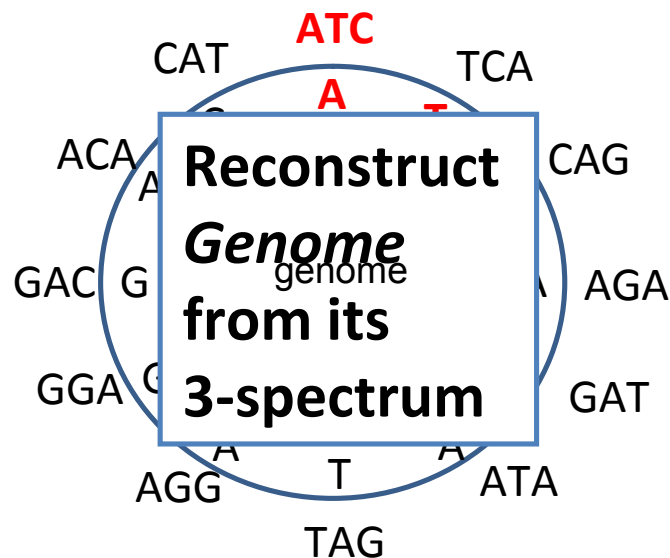 ATC
CAT
TCA
A
T
ACA
CAG
A
Reconstruct
Genome
genome
from its
3-spectrum
GAC
G
AGA
GGA
G
GAT
A
A
AGG
T
ATA
TAG